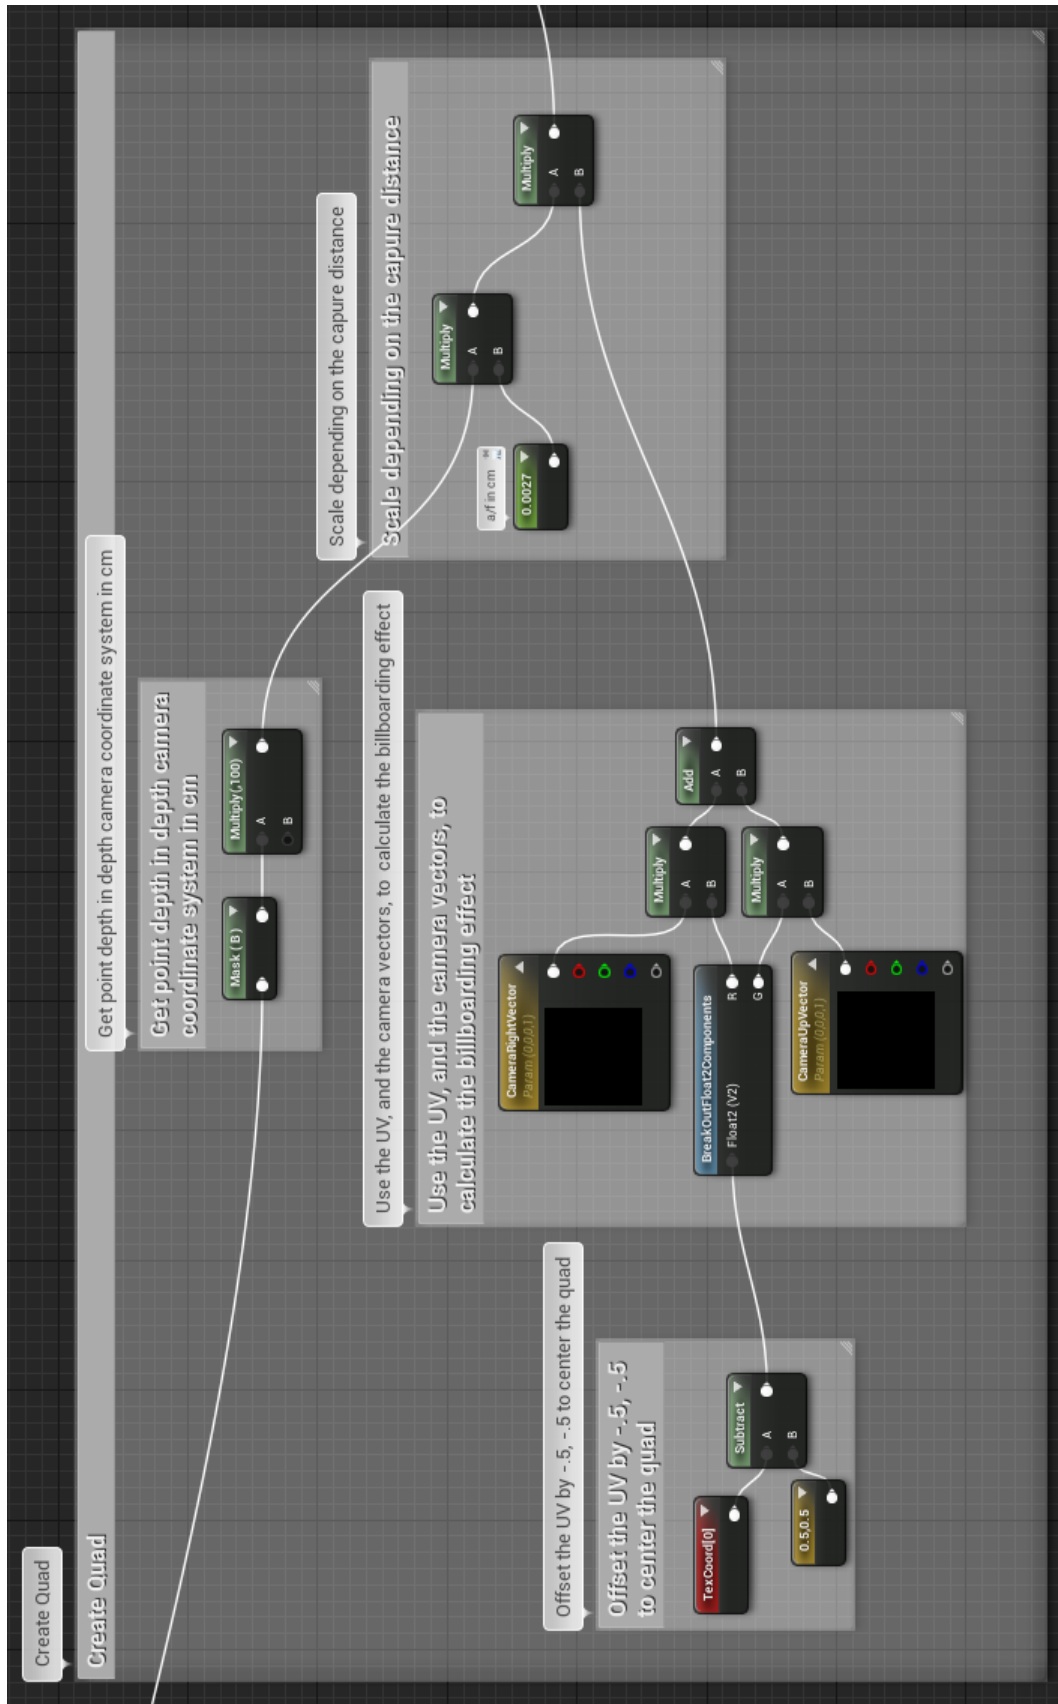 Create Quad
Create Quad
Get point depth in depth camera coordinate system in cm
Get point depth in depth camera
coordinate system in cm
Mask ( B )
Multiply(,100)
A
B
Scale depending on the capure distance
Scale depending on the capure distance
a/f in cm
0.0027
Multiply
A
B
Multiply
A
B
Use the UV, and the camera vectors, to calculate the billboarding effect
Use the UV, and the camera vectors, to
calculate the billboarding effect
CameraRightVector
Param (0,0,0,1)
BreakOutFloat2Components
Float2 (V2)
R
G
CameraUpVector
Param (0,0,0,1)
Multiply
A
B
Multiply
A
B
Add
A
B
Offset the UV by -.5, -.5 to center the quad
Offset the UV by -.5, -.5
to center the quad
TexCoord[0]
0.5,0.5
Subtract
A
B